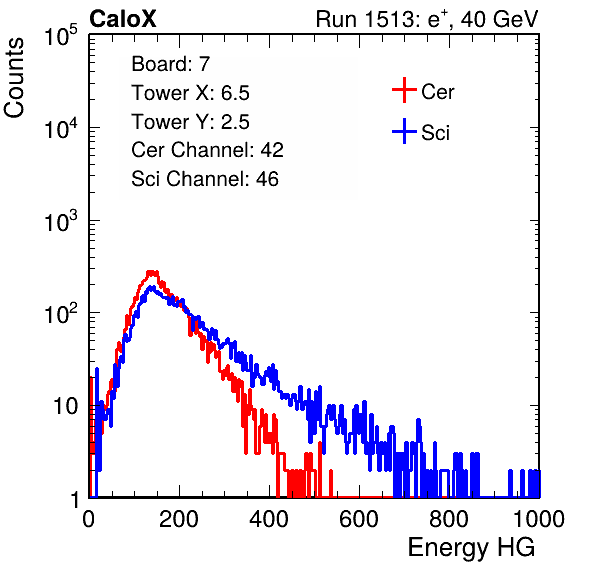 CaloX Run 1513: e⁺, 40 GeV
Counts
10⁵
10⁴
10³
10²
10
1
Board: 7
Tower X: 6.5
Tower Y: 2.5
Cer Channel: 42
Sci Channel: 46
Cer
Sci
0 200 400 600 800 1000
Energy HG